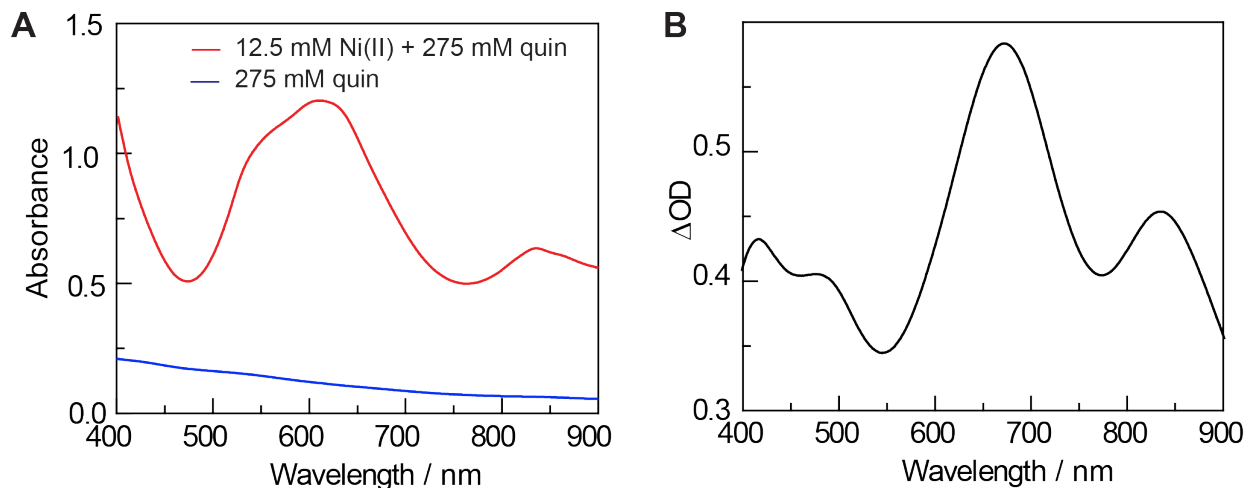 A
1.5
1.0
0.5
0.0
Absorbance
12.5 mM Ni(II) + 275 mM quin
275 mM quin
400 500 600 700 800 900
Wavelength / nm
B
0.5
0.4
0.3
ΔOD
400 500 600 700 800 900
Wavelength / nm